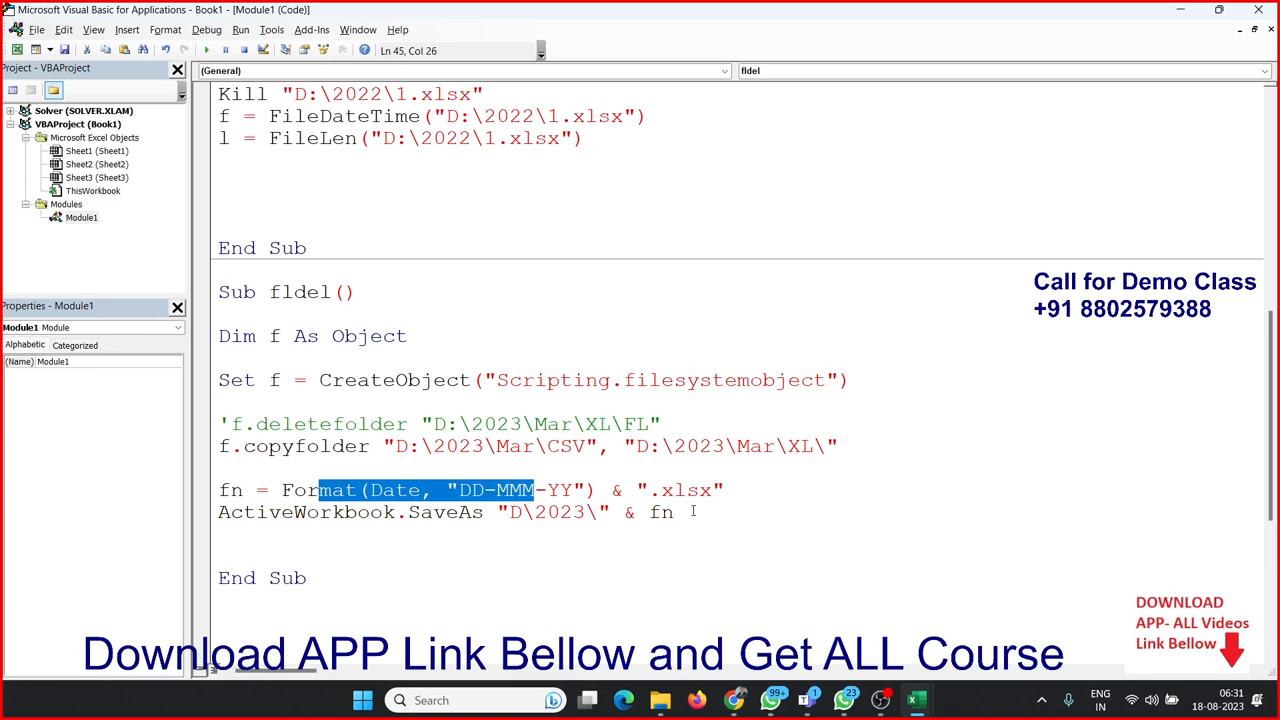 Microsoft Visual Basic for Applications - Book1 - [Module1 (Code)]
File Edit View Insert Format Debug Run Tools Add-Ins Window Help
Ln 45, Col 26
Project - VBAProject
(General)
fldel
Solver (SOLVER.XLAM)
VBAProject (Book1)
Microsoft Excel Objects
Sheet1 (Sheet1)
Sheet2 (Sheet2)
Sheet3 (Sheet3)
ThisWorkbook
Modules
Module1
Properties - Module1
Module1 Module
Alphabetic Categorized
(Name) Module1
Kill "D:\2022\1.xlsx"
f = FileDateTime("D:\2022\1.xlsx")
l = FileLen("D:\2022\1.xlsx")
End Sub
Sub fldel()
Dim f As Object
Set f = CreateObject("Scripting.filesystemobject")
'f.deletefolder "D:\2023\Mar\XL\FL"
f.copyfolder "D:\2023\Mar\CSV", "D:\2023\Mar\XL\"
fn = Format(Date, "DD-MMM-YY") & ".xlsx"
ActiveWorkbook.SaveAs "D\2023\" & fn
End Sub
Call for Demo Class
+91 8802579388
DOWNLOAD
APP- ALL Videos
Link Bellow
Download APP Link Bellow and Get ALL Course
Search
99+
1
23
ENG
IN
06:31
18-08-2023